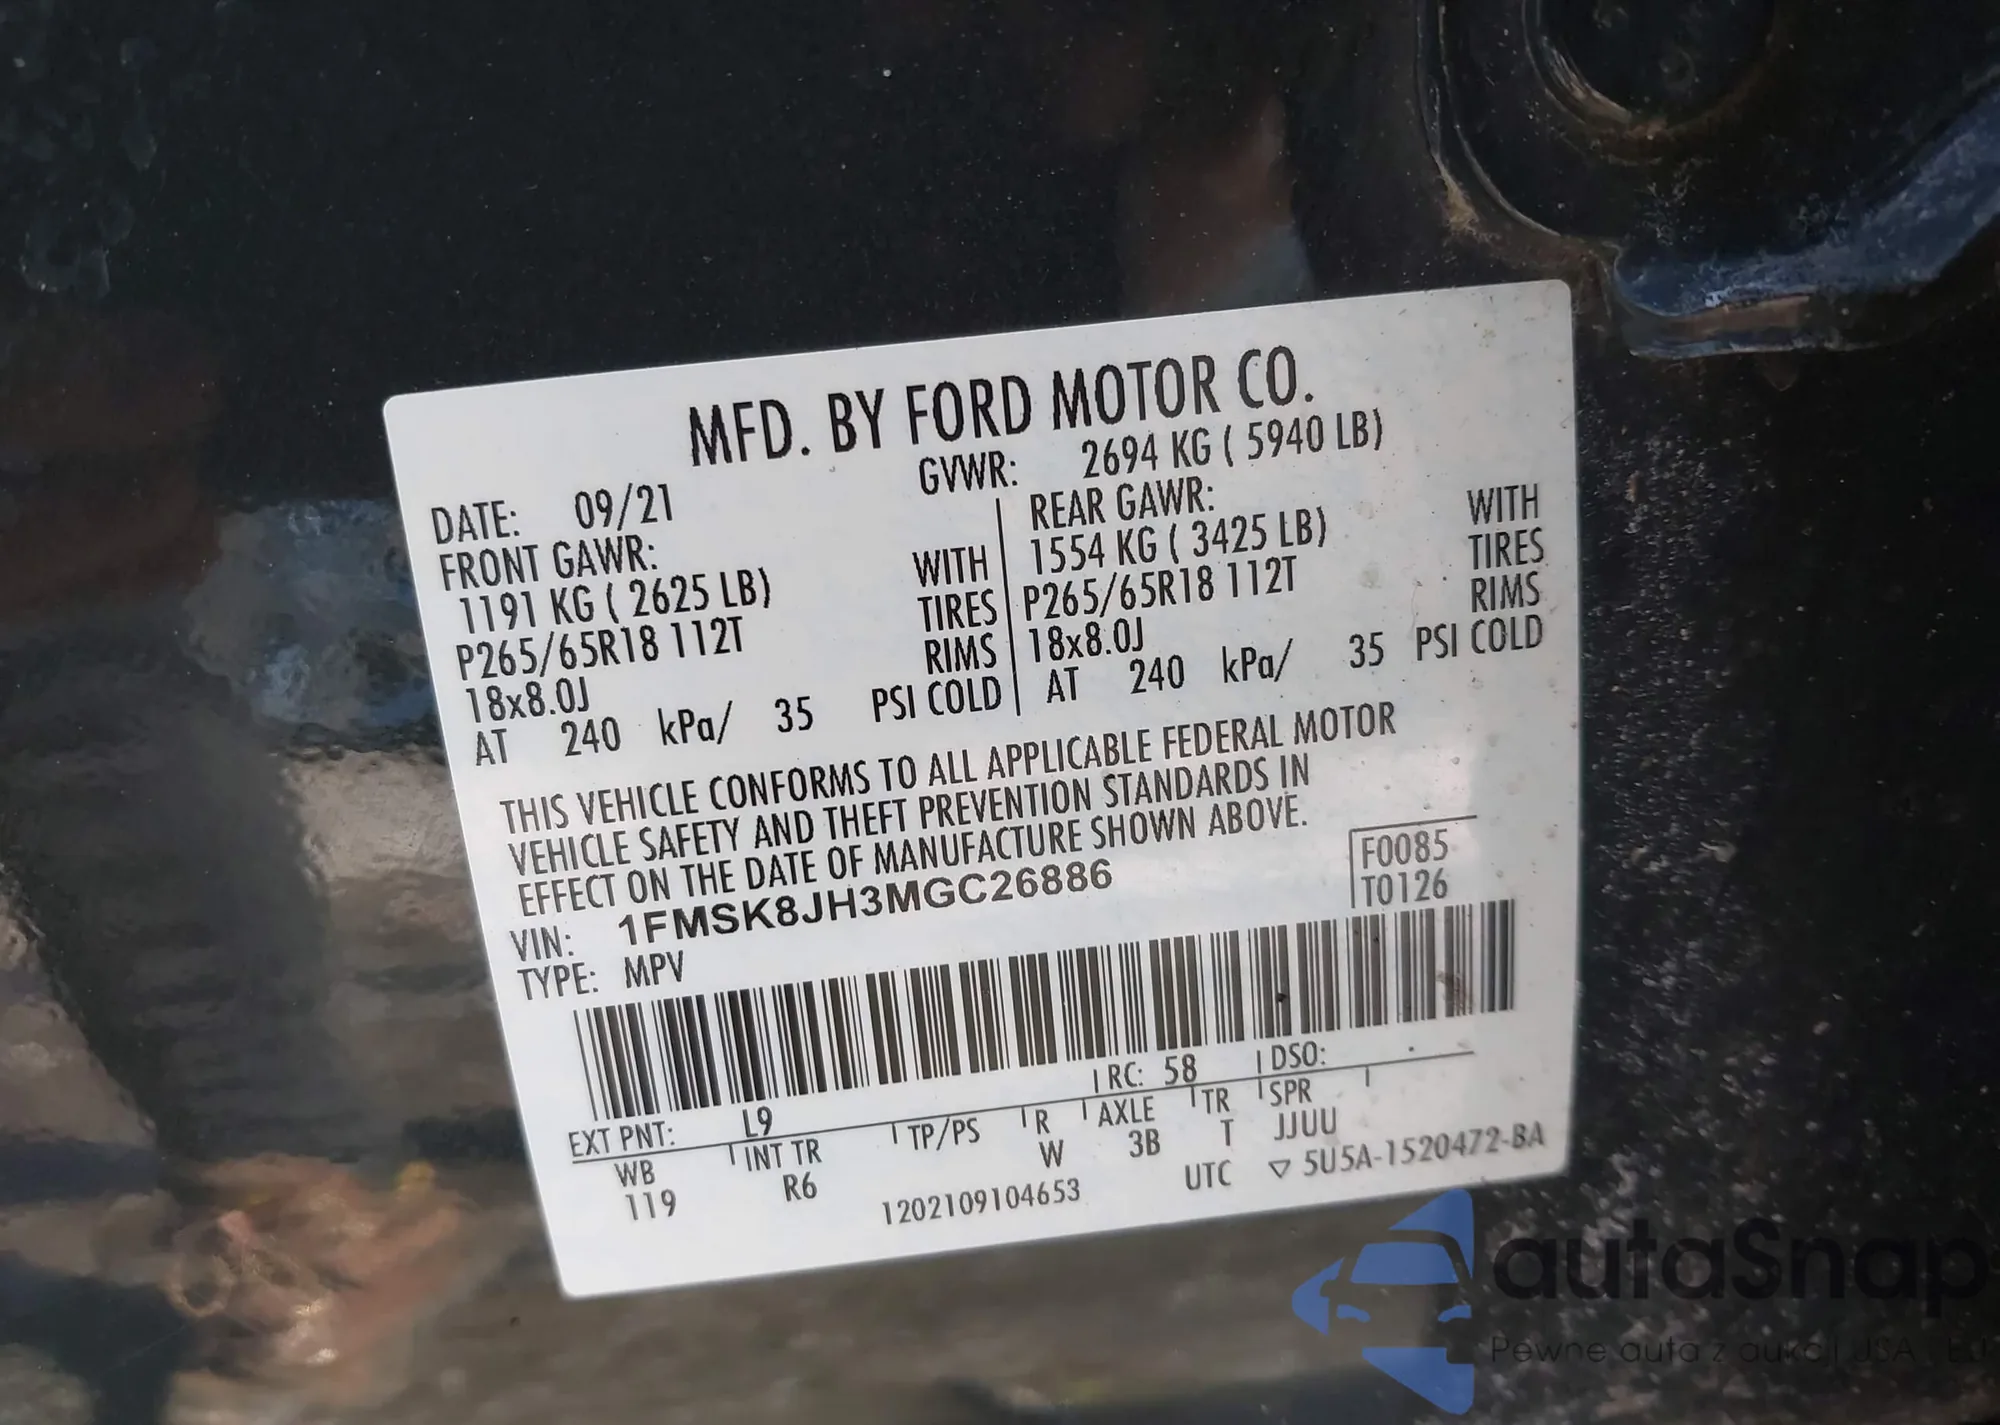 MFD. BY FORD MOTOR CO.
DATE: 09/21 GVWR: 2694 KG ( 5940 LB)
FRONT GAWR: REAR GAWR:
1191 KG ( 2625 LB) WITH 1554 KG ( 3425 LB) WITH
P265/65R18 112T TIRES P265/65R18 112T TIRES
18x8.0J RIMS 18x8.0J RIMS
AT 240 kPa/ 35 PSI COLD AT 240 kPa/ 35 PSI COLD
THIS VEHICLE CONFORMS TO ALL APPLICABLE FEDERAL MOTOR
VEHICLE SAFETY AND THEFT PREVENTION STANDARDS IN
EFFECT ON THE DATE OF MANUFACTURE SHOWN ABOVE.
VIN: 1FMSK8JH3MGC26886 F0085
TYPE: MPV T0126
EXT PNT: L9 RC: 58 DSO:
WB INT TR TP/PS R AXLE TR SPR
119 R6 W 3B T JJUU
1202109104653 UTC ▽ 5U5A-1520472-BA
autaSnap
Pewne auta z aukcji USA EU